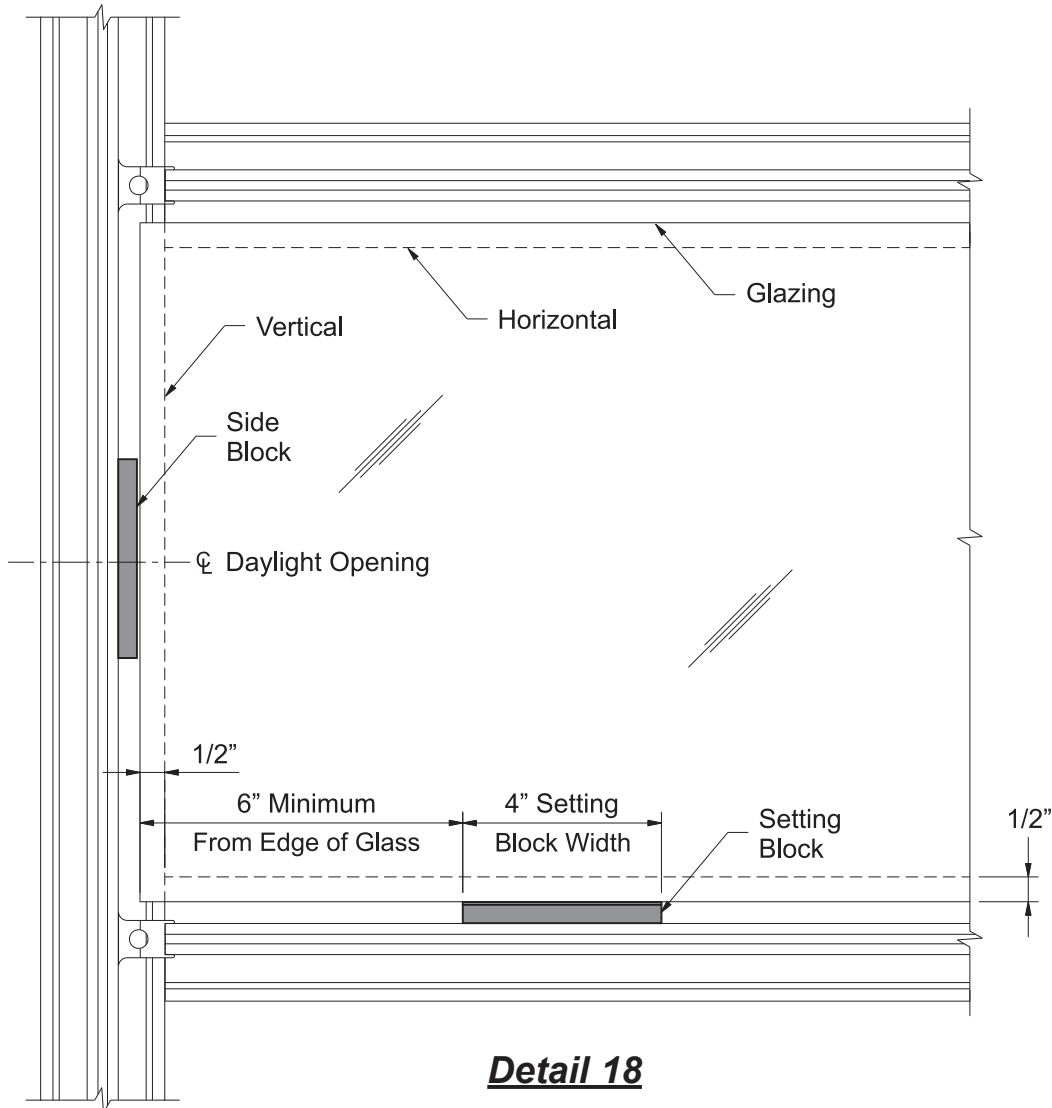 Glazing
Horizontal
Vertical
Side
Block
℄ Daylight Opening
1/2”
6” Minimum
From Edge of Glass
4” Setting
Block Width
Setting
Block
1/2”
Detail 18